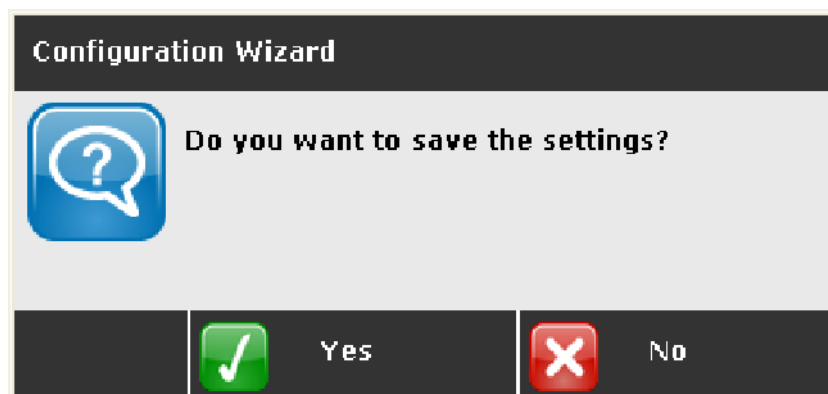 Configuration Wizard
?
Do you want to save the settings?
Yes
No